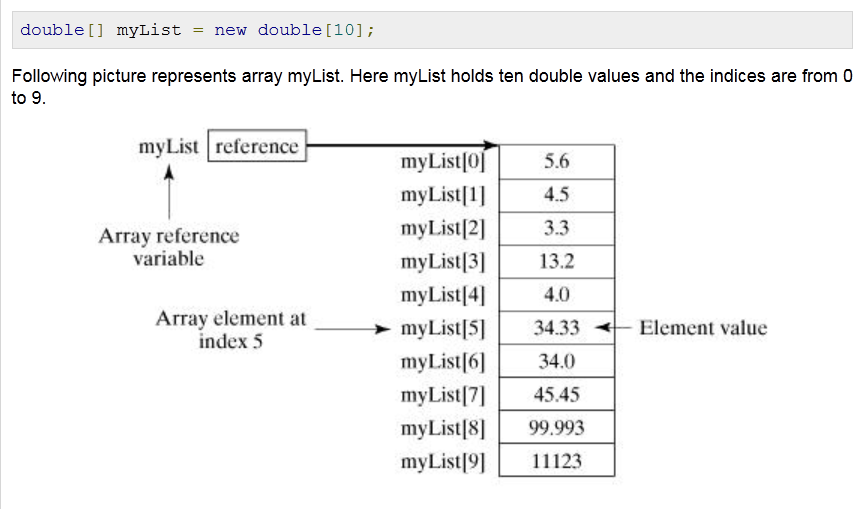 double[] myList = new double[10];
Following picture represents array myList. Here myList holds ten double values and the indices are from 0
to 9.
myList reference
Array reference
variable
myList[0] 5.6
myList[1] 4.5
myList[2] 3.3
myList[3] 13.2
myList[4] 4.0
Array element at
index 5
myList[5] 34.33 Element value
myList[6] 34.0
myList[7] 45.45
myList[8] 99.993
myList[9] 11123